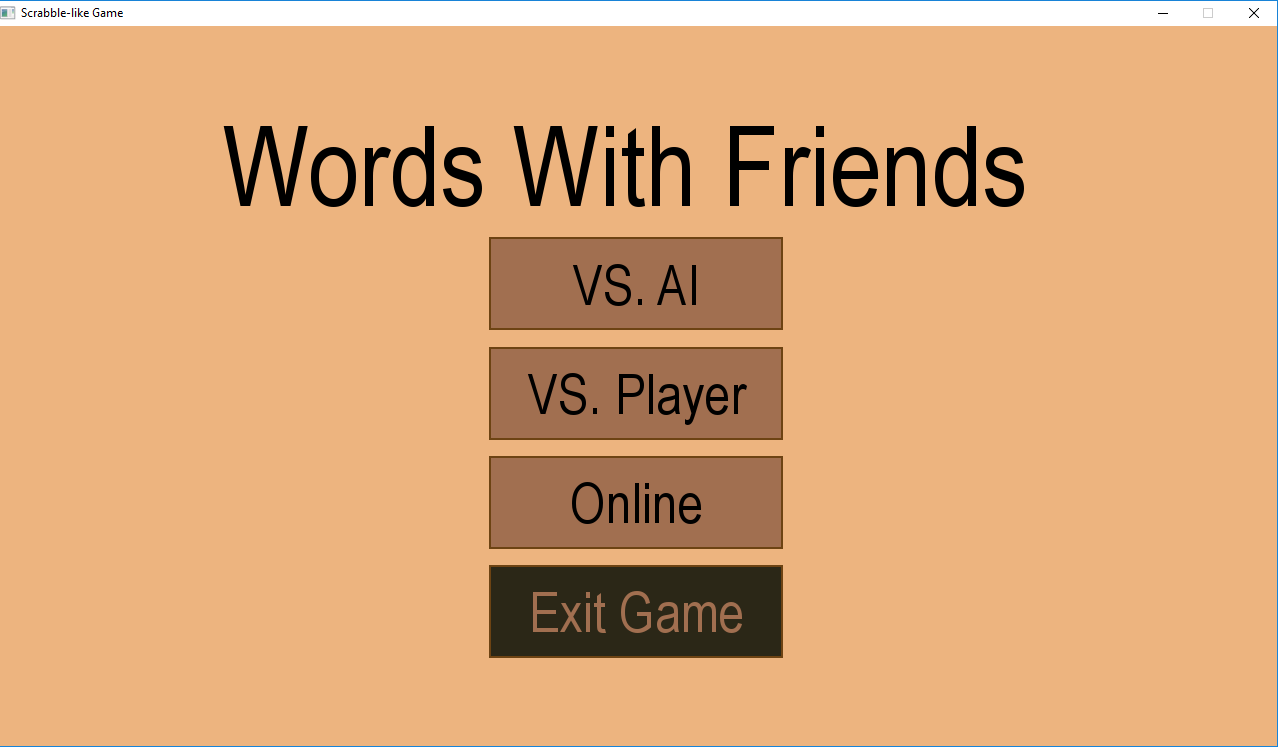 Scrabble-like Game
Words With Friends
VS. AI
VS. Player
Online
Exit Game